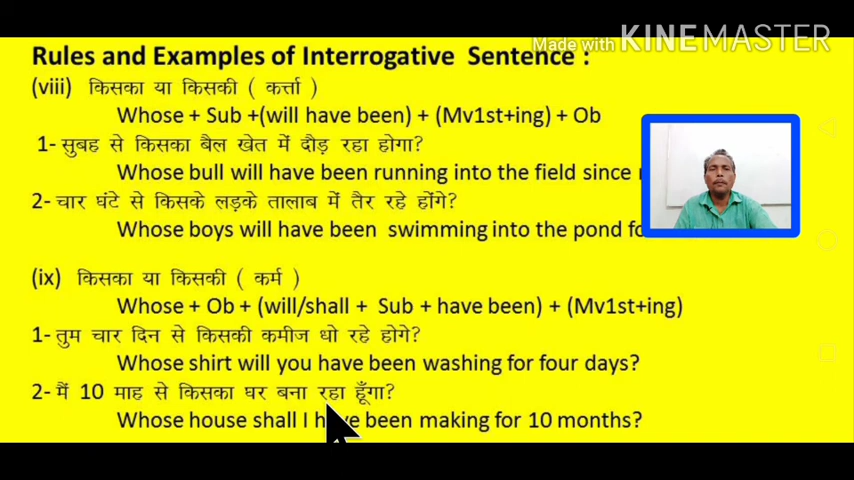 Made with KINEMASTER
Rules and Examples of Interrogative Sentence :
(viii) किसका या किसकी ( कर्त्ता )
Whose + Sub +(will have been) + (Mv1st+ing) + Ob
1- सुबह से किसका बैल खेत में दौड़ रहा होगा?
Whose bull will have been running into the field since
2- चार घंटे से किसके लड़के तालाब में तैर रहे होंगे?
Whose boys will have been swimming into the pond
(ix) किसका या किसकी ( कर्म )
Whose + Ob + (will/shall + Sub + have been) + (Mv1st+ing)
1- तुम चार दिन से किसकी कमीज धो रहे होगे?
Whose shirt will you have been washing for four days?
2- मैं 10 माह से किसका घर बना रहा हूँगा?
Whose house shall I have been making for 10 months?